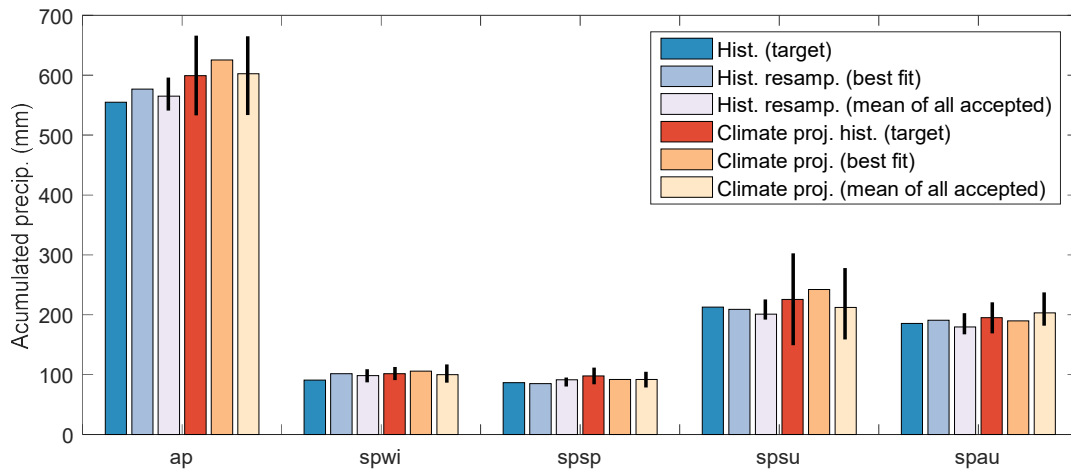 700
600
500
400
300
200
100
0
Acumulated precip. (mm)
Hist. (target)
Hist. resamp. (best fit)
Hist. resamp. (mean of all accepted)
Climate proj. hist. (target)
Climate proj. (best fit)
Climate proj. (mean of all accepted)
ap
spwi
spsp
spsu
spau